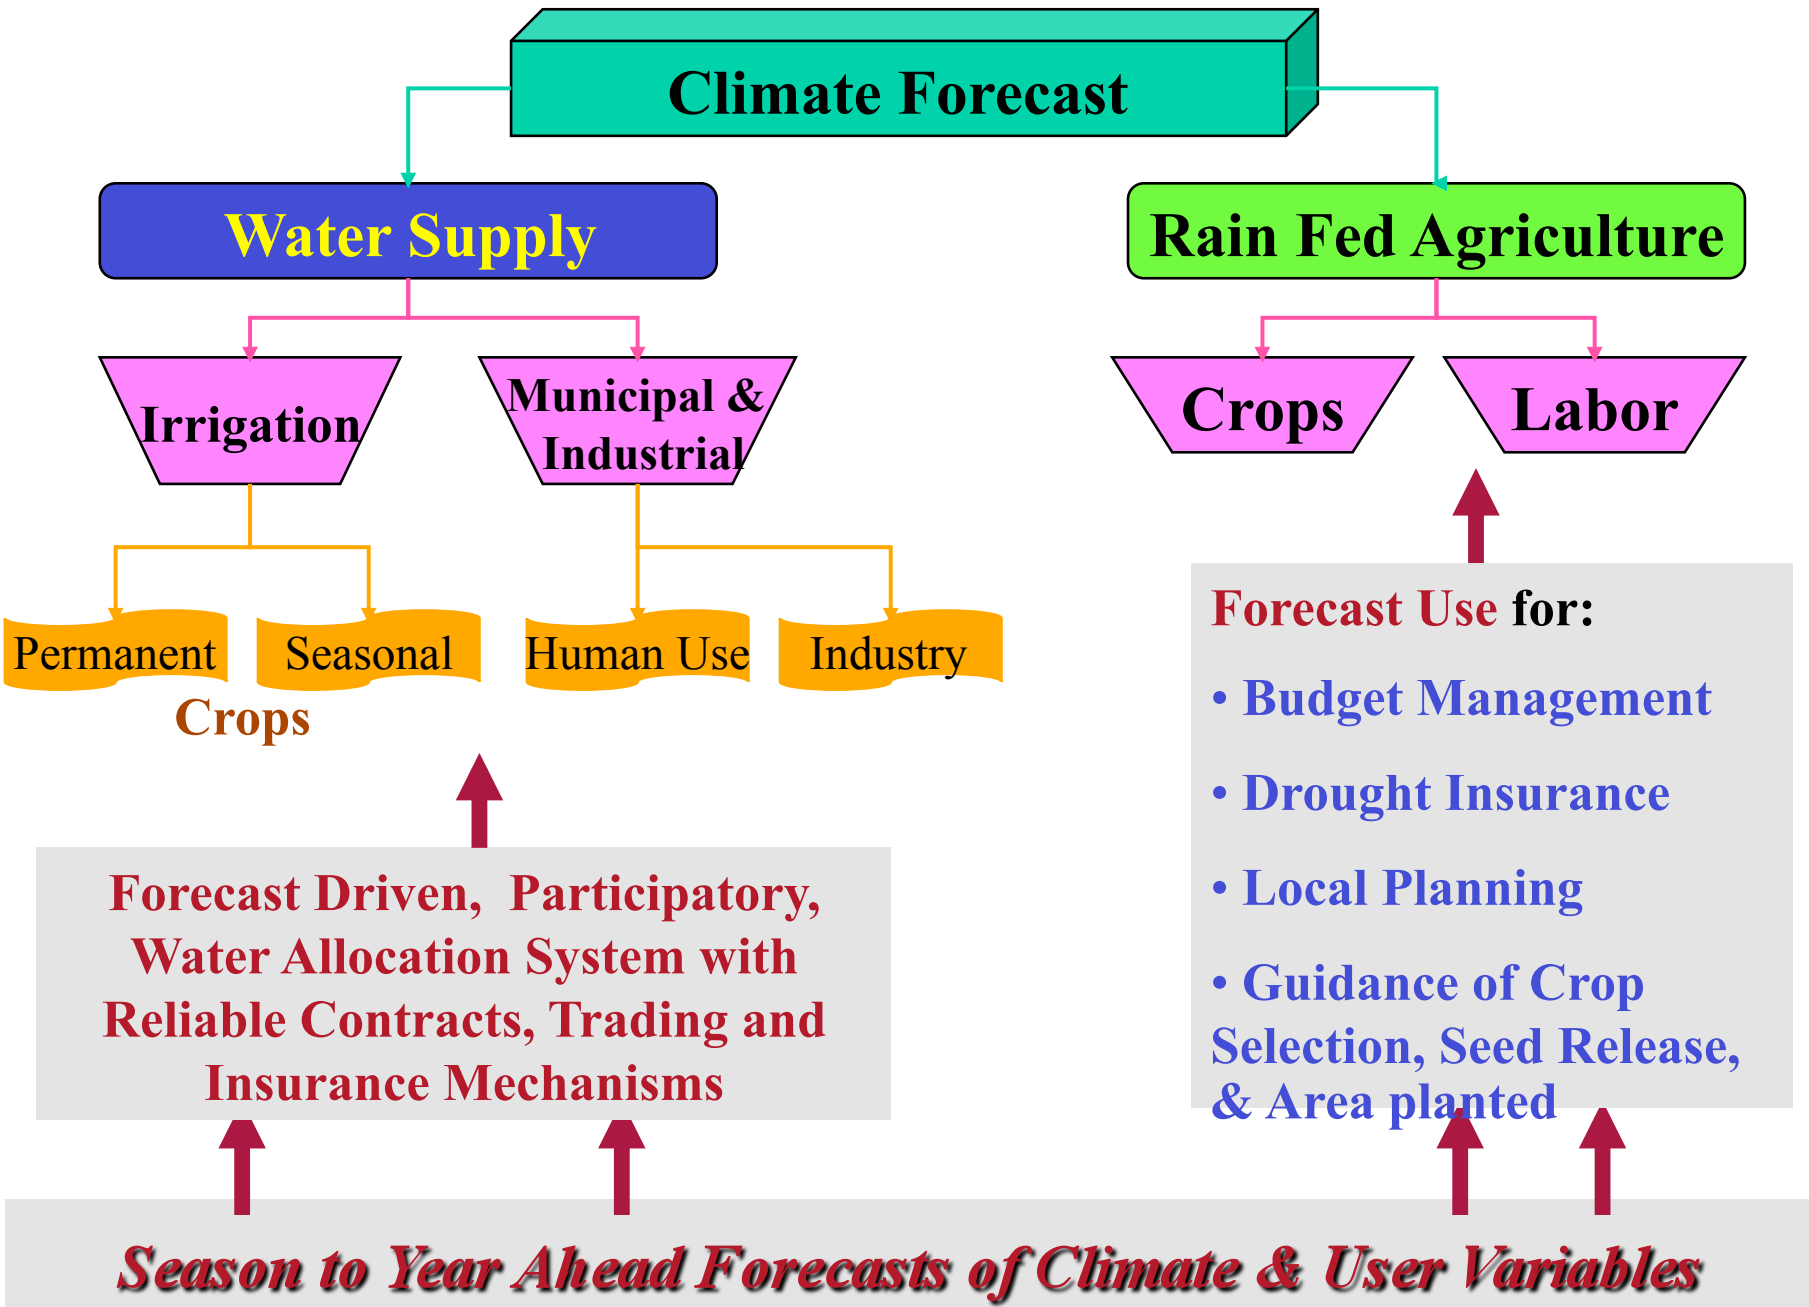 Climate Forecast
Water Supply
Rain Fed Agriculture
Irrigation
Municipal &
Industrial
Crops
Labor
Permanent
Seasonal
Human Use
Industry
Crops
Forecast Driven,  Participatory,
Water Allocation System with
Reliable Contracts, Trading and
Insurance Mechanisms
Forecast Use for:
• Budget Management
• Drought Insurance
• Local Planning
• Guidance of Crop
Selection, Seed Release,
& Area planted
Season to Year Ahead Forecasts of Climate & User Variables